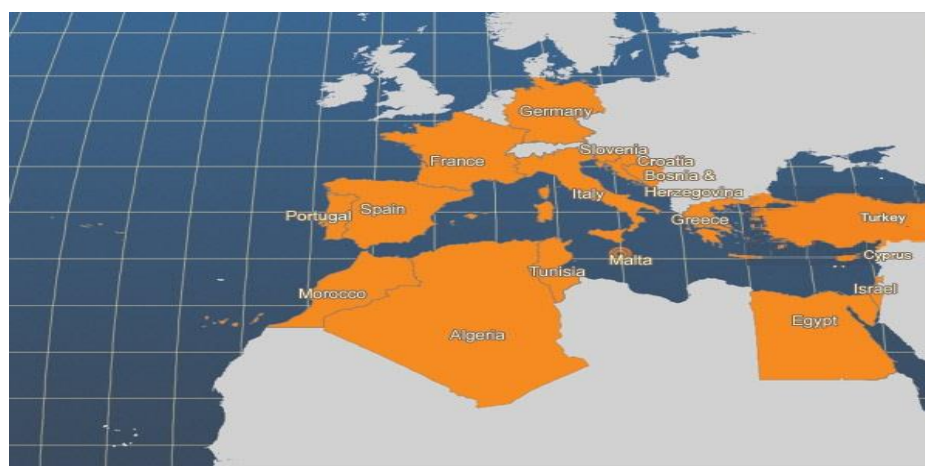 Germany
Slovenia
France
Croatia
Bosnia &
Herzegovina
Italy
Portugal
Spain
Greece
Turkey
Cyprus
Malta
Tunisia
Israel
Morocco
Egypt
Algeria